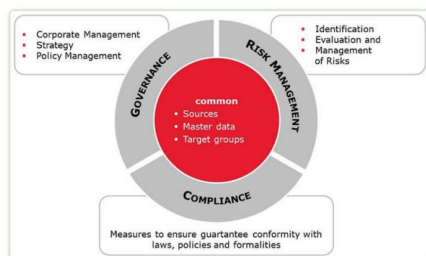 Corporate Management
Strategy
Policy Management
Identification
Evaluation and
Management
of Risks
GOVERNANCE
RISK MANAGEMENT
common
Sources
Master data
Target groups
COMPLIANCE
Measures to ensure guartantee conformity with
laws, policies and formalities